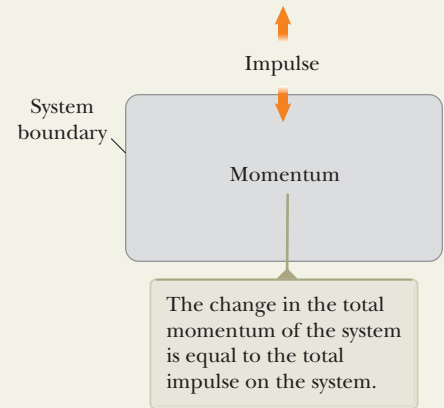 Impulse
System
boundary
Momentum
The change in the total
momentum of the system
is equal to the total
impulse on the system.